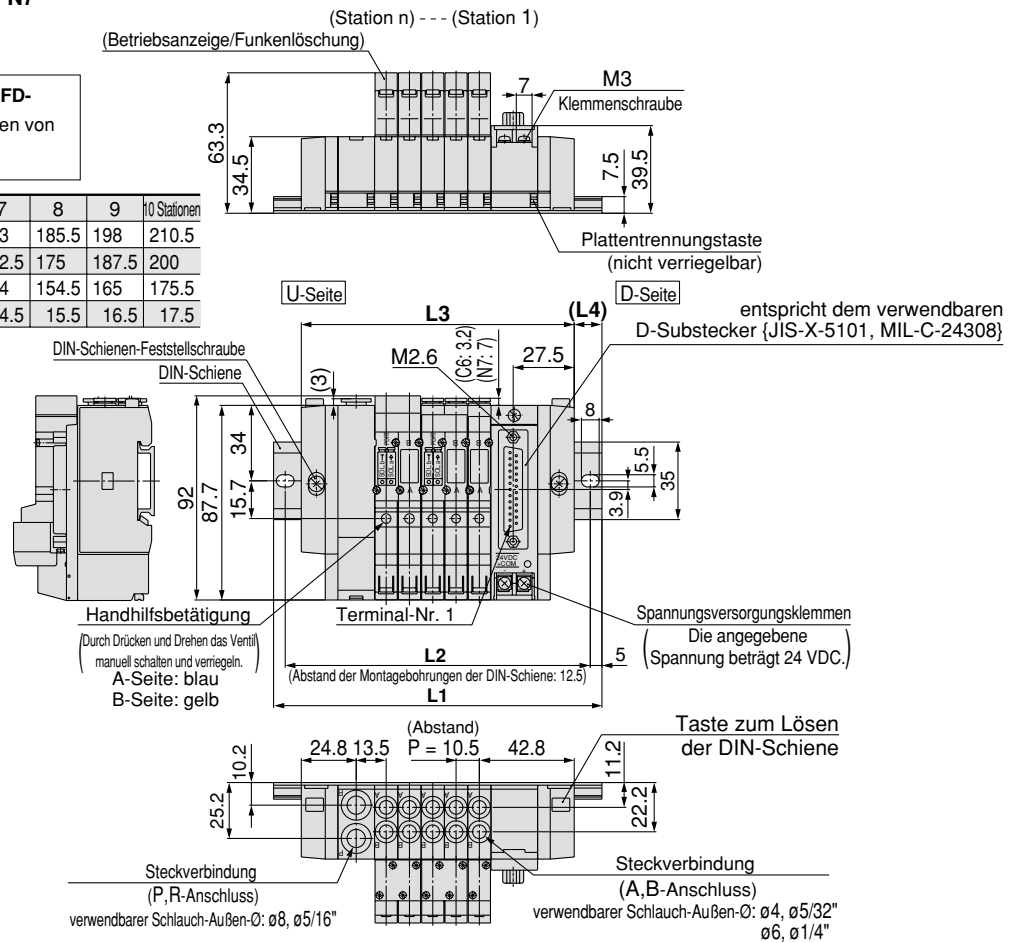 N7
FD-
en von
(Station n) - - - (Station 1)
(Betriebsanzeige/Funkenlöschung)
7
M3
Klemmenschraube
63.3
34.5
7.5
39.5
Plattentrennungstaste
(nicht verriegelbar)
7 8 9 10 Stationen
3 185.5 198 210.5
2.5 175 187.5 200
4 154.5 165 175.5
4.5 15.5 16.5 17.5
U-Seite
L3
(L4)
D-Seite
entspricht dem verwendbaren
D-Substecker {JIS-X-5101, MIL-C-24308}
DIN-Schienen-Feststellschraube
DIN-Schiene
(3)
M2.6
(C6: 3.2)
(N7: 7)
27.5
8
92
87.7
34
15.7
5.5
35
3.9
24VDC
Handhilfsbetätigung
(Durch Drücken und Drehen das Ventil
manuell schalten und verriegeln.)
A-Seite: blau
B-Seite: gelb
Terminal-Nr. 1
Spannungsversorgungsklemmen
(Die angegebene
Spannung beträgt 24 VDC.)
L2
5
(Abstand der Montagebohrungen der DIN-Schiene: 12.5)
L1
(Abstand)
24.8 13.5 P = 10.5 42.8
Taste zum Lösen
der DIN-Schiene
10.2
25.2
11.2
22.2
Steckverbindung
(P,R-Anschluss)
verwendbarer Schlauch-Außen-Ø: ø8, ø5/16"
Steckverbindung
(A,B-Anschluss)
verwendbarer Schlauch-Außen-Ø: ø4, ø5/32"
ø6, ø1/4"